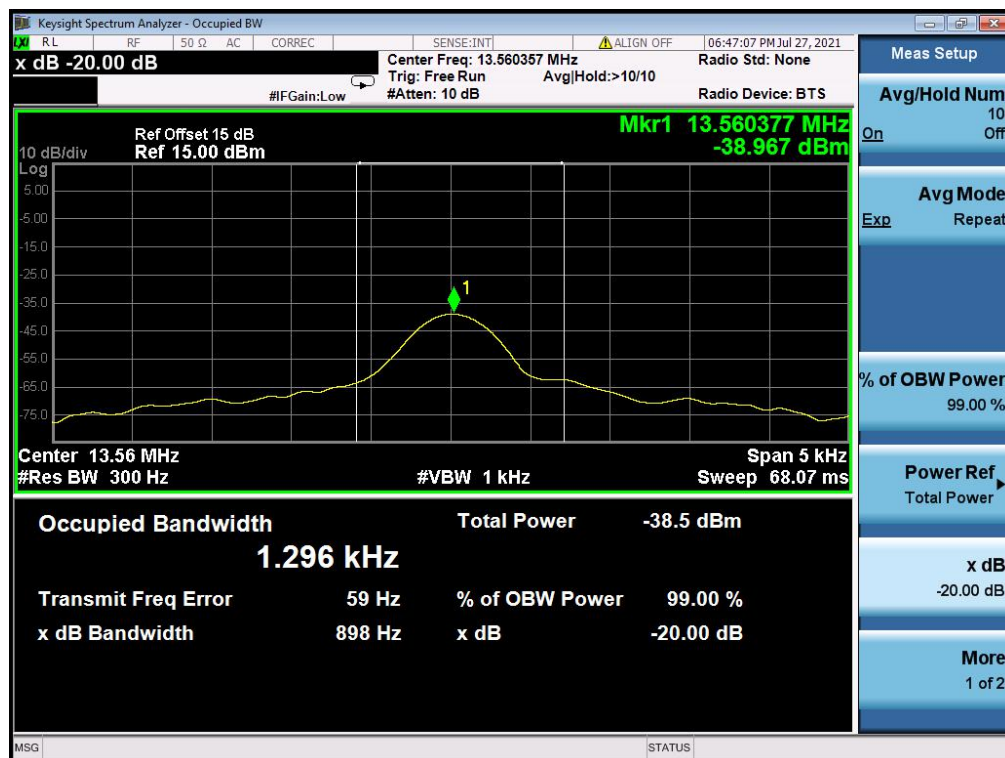 Keysight Spectrum Analyzer - Occupied BW
LXI RL RF 50 Ω AC CORREC SENSE:INT ALIGN OFF 06:47:07 PM Jul 27, 2021
x dB -20.00 dB
Center Freq: 13.560357 MHz Radio Std: None
Trig: Free Run Avg|Hold:>10/10
#IFGain:Low #Atten: 10 dB Radio Device: BTS
Ref Offset 15 dB
10 dB/div Ref 15.00 dBm
Mkr1 13.560377 MHz
-38.967 dBm
Log
5.00
-5.00
-15.0
-25.0
1
-35.0
-45.0
-55.0
-65.0
-75.0
Center 13.56 MHz Span 5 kHz
#Res BW 300 Hz #VBW 1 kHz Sweep 68.07 ms
Occupied Bandwidth Total Power -38.5 dBm
1.296 kHz
Transmit Freq Error 59 Hz % of OBW Power 99.00 %
x dB Bandwidth 898 Hz x dB -20.00 dB
MSG STATUS
Meas Setup
Avg/Hold Num
10
On Off
Avg Mode
Exp Repeat
% of OBW Power
99.00 %
Power Ref
Total Power
x dB
-20.00 dB
More
1 of 2